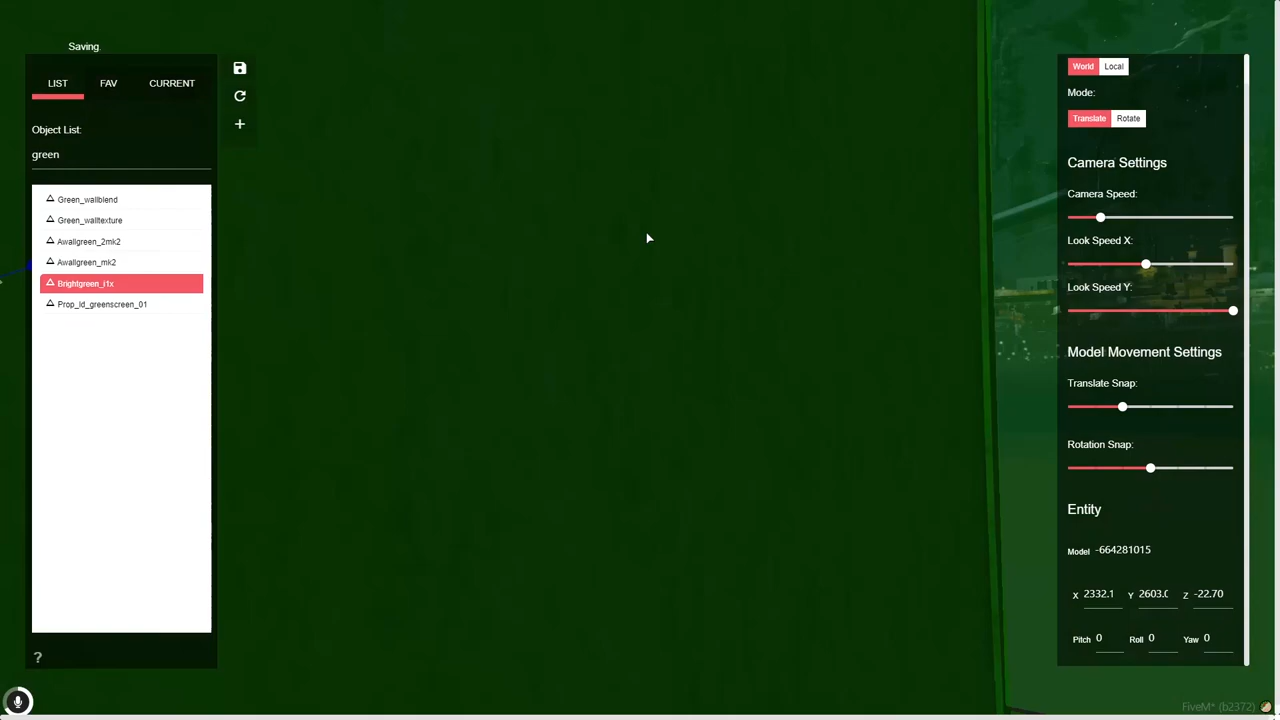 Saving.
LIST FAV CURRENT
Object List:
green
Green_wallblend
Green_walltexture
Awallgreen_2mk2
Awallgreen_mk2
Brightgreen_i1x
Prop_ld_greenscreen_01
?
World Local
Mode:
Translate Rotate
Camera Settings
Camera Speed:
Look Speed X:
Look Speed Y:
Model Movement Settings
Translate Snap:
Rotation Snap:
Entity
Model -664281015
X 2332.1 Y 2603.0 Z -22.70
Pitch 0 Roll 0 Yaw 0
FiveM* (b2372)